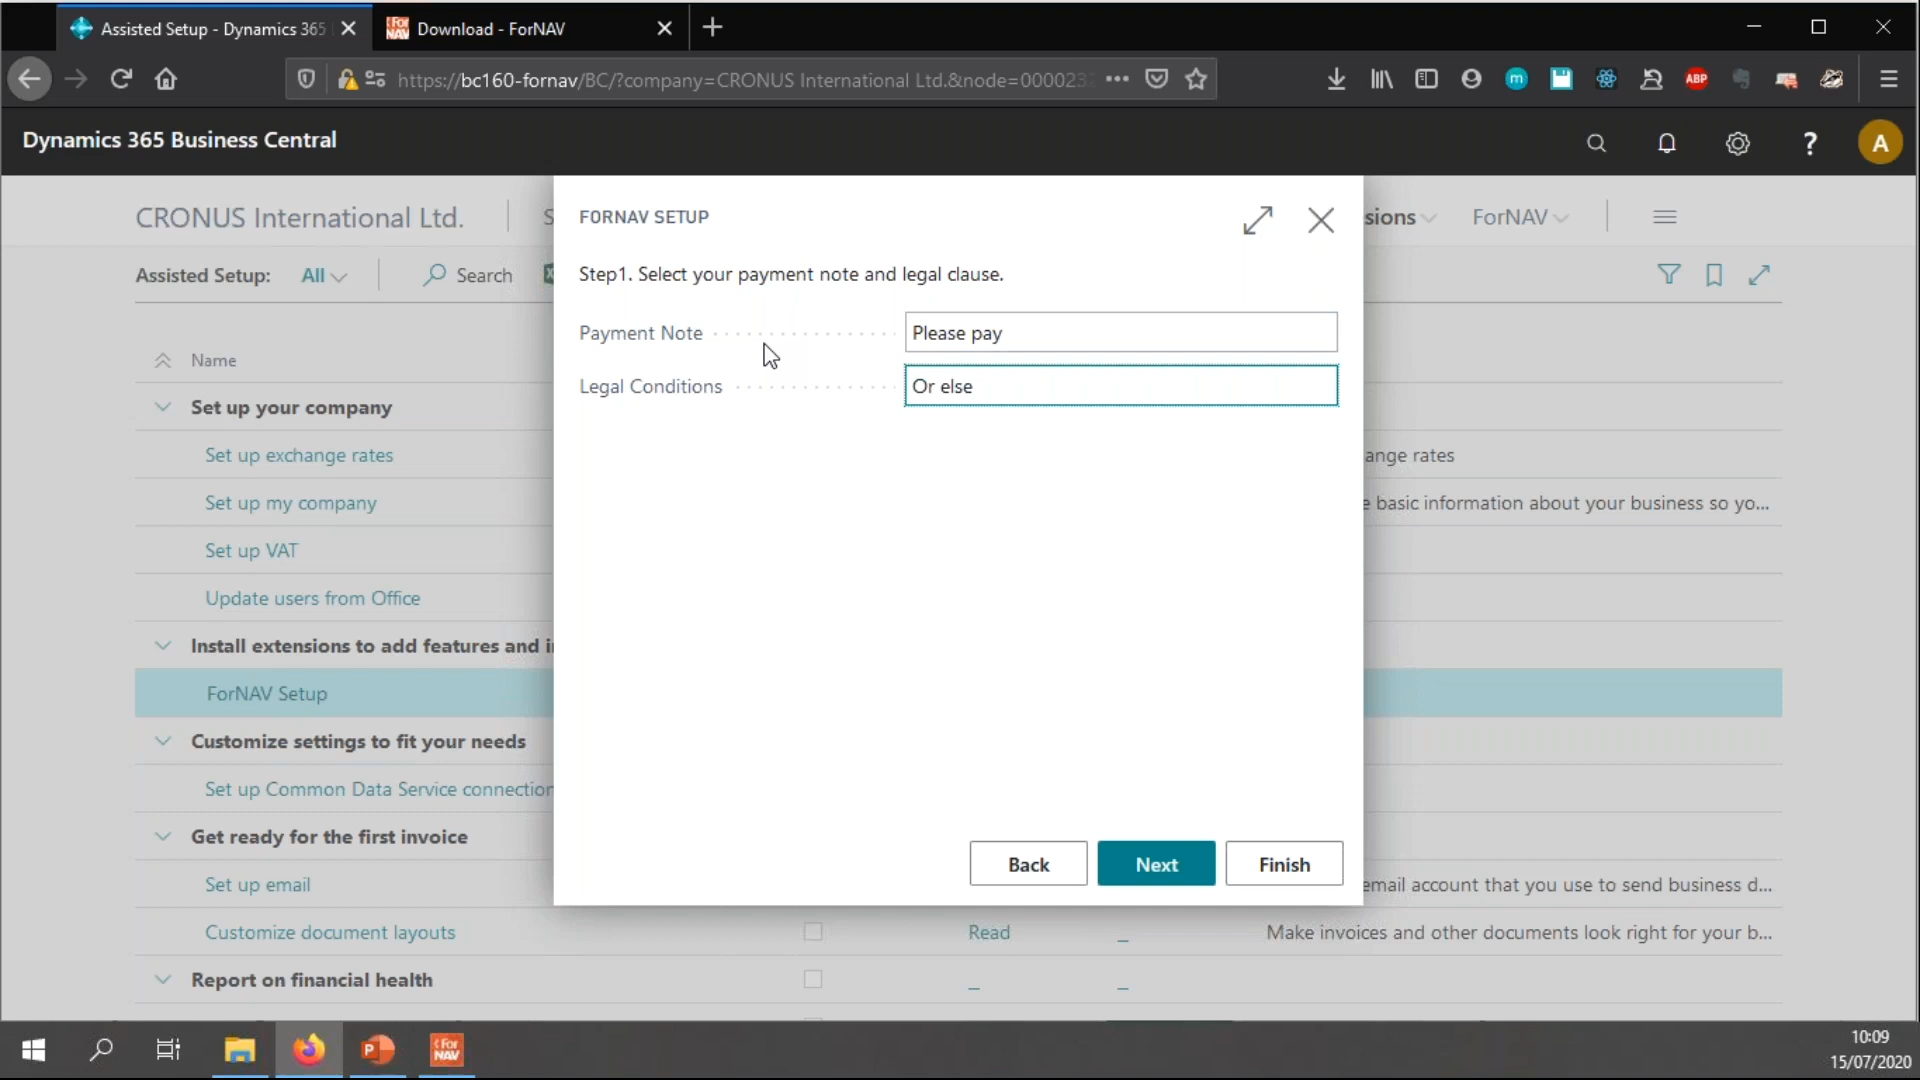 Assisted Setup - Dynamics 365
Download - ForNAV
https://bc160-fornav/BC/?company=CRONUS International Ltd.&node=0000232
m
ABP
Dynamics 365 Business Central
?
A
CRONUS International Ltd.
S
sions
ForNAV
Assisted Setup:
All
Search
Name
Set up your company
Set up exchange rates
ange rates
Set up my company
e basic information about your business so yo...
Set up VAT
Update users from Office
Install extensions to add features and i
ForNAV Setup
Customize settings to fit your needs
Set up Common Data Service connection
Get ready for the first invoice
Set up email
email account that you use to send business d...
Customize document layouts
Read
_
Make invoices and other documents look right for your b...
Report on financial health
_
_
FORNAV SETUP
Step1. Select your payment note and legal clause.
Payment Note
Please pay
Legal Conditions
Or else
Back
Next
Finish
P
For NAV
10:09
15/07/2020